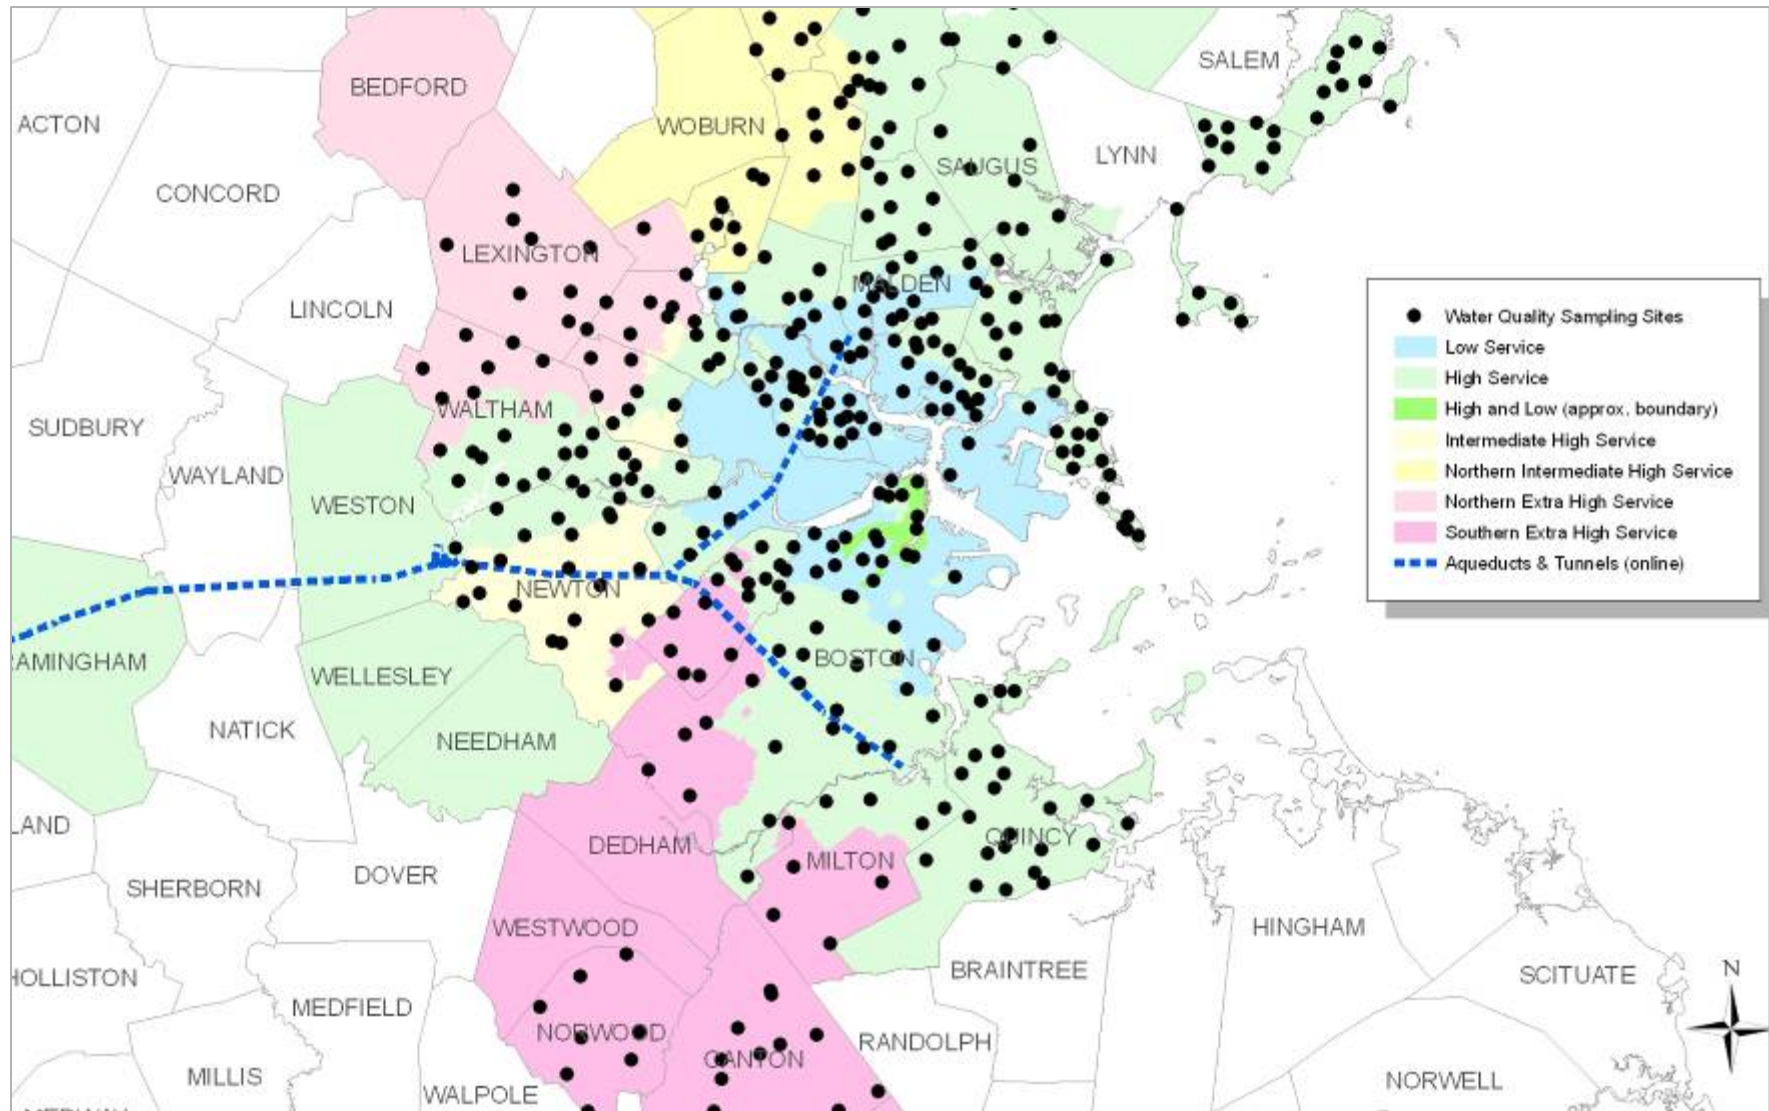 SALEM
BEDFORD
ACTON
WOBURN
LYNN
SAUGUS
CONCORD
LEXINGTON
MALDEN
LINCOLN
Water Quality Sampling Sites
Low Service
High Service
High and Low (approx. boundary)
Intermediate High Service
Northern Intermediate High Service
Northern Extra High Service
Southern Extra High Service
Aqueducts & Tunnels (online)
WALTHAM
SUDBURY
WAYLAND
WESTON
NEWTON
BOSTON
AMINGHAM
WELLESLEY
NATICK
NEEDHAM
LAND
QUINCY
DEDHAM
MILTON
DOVER
SHERBORN
WESTWOOD
HINGHAM
BRAINTREE
SCITUATE
N
HOLLISTON
MEDFIELD
NORWOOD
RANDOLPH
CANTON
MILLIS
NORWELL
WALPOLE